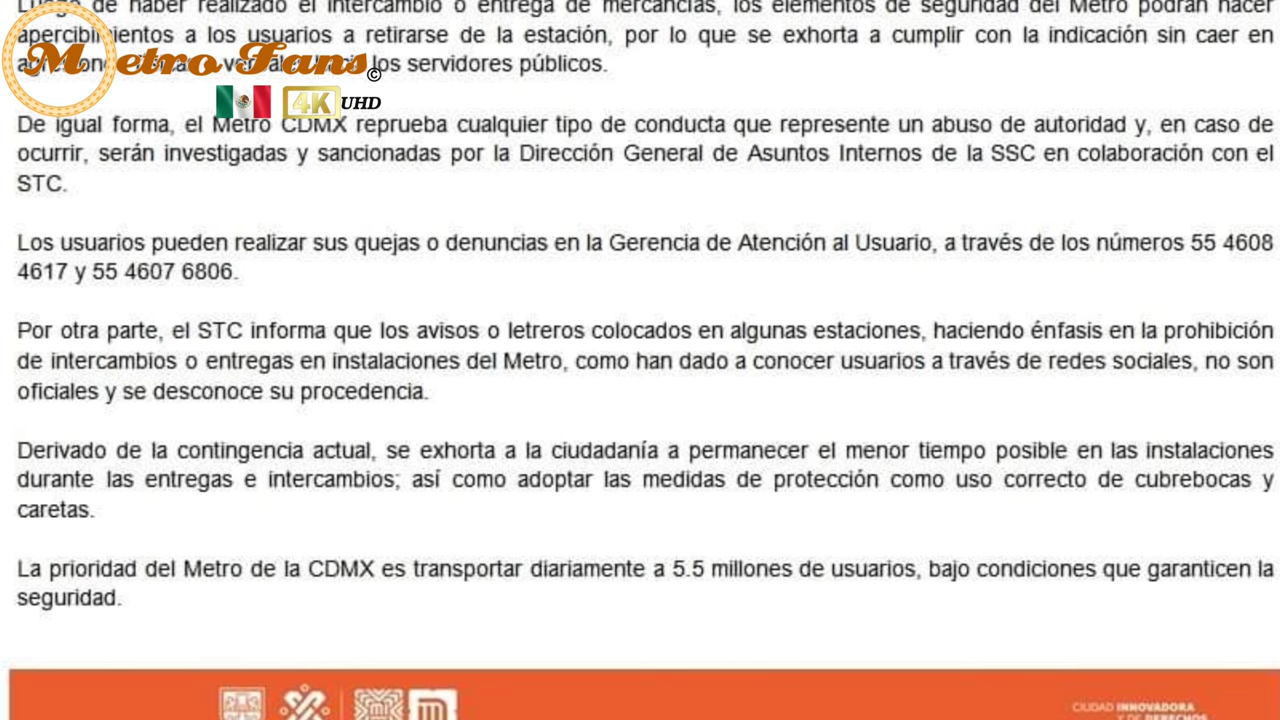 Luego de haber realizado el intercambio o entrega de mercancías, los elementos de seguridad del Metro podrán hacer
apercibimientos a los usuarios a retirarse de la estación, por lo que se exhorta a cumplir con la indicación sin caer en
los servidores públicos.
Metro Fans©
4K UHD
De igual forma, el Metro CDMX reprueba cualquier tipo de conducta que represente un abuso de autoridad y, en caso de
ocurrir, serán investigadas y sancionadas por la Dirección General de Asuntos Internos de la SSC en colaboración con el
STC.
Los usuarios pueden realizar sus quejas o denuncias en la Gerencia de Atención al Usuario, a través de los números 55 4608
4617 y 55 4607 6806.
Por otra parte, el STC informa que los avisos o letreros colocados en algunas estaciones, haciendo énfasis en la prohibición
de intercambios o entregas en instalaciones del Metro, como han dado a conocer usuarios a través de redes sociales, no son
oficiales y se desconoce su procedencia.
Derivado de la contingencia actual, se exhorta a la ciudadanía a permanecer el menor tiempo posible en las instalaciones
durante las entregas e intercambios; así como adoptar las medidas de protección como uso correcto de cubrebocas y
caretas.
La prioridad del Metro de la CDMX es transportar diariamente a 5.5 millones de usuarios, bajo condiciones que garanticen la
seguridad.
CIUDAD INNOVADORA
Y DE DERECHOS